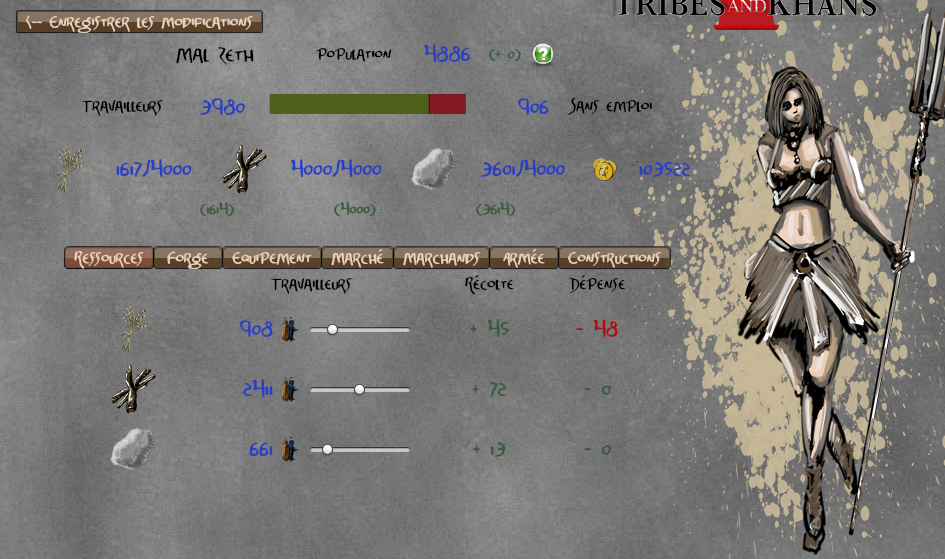 TRIBES AND KHANS
<-- Enregistrer les modifications
Mal Zeth Population 4886 (+ 0) ?
Travailleurs 3980 906 Sans emploi
1617/4000 4000/4000 3601/4000 103522
(1614) (4000) (3614)
Ressources Forge Equipement Marché Marchands Armée Constructions
Travailleurs Récolte Dépense
908 + 45 - 48
2411 + 72 - 0
661 + 13 - 0